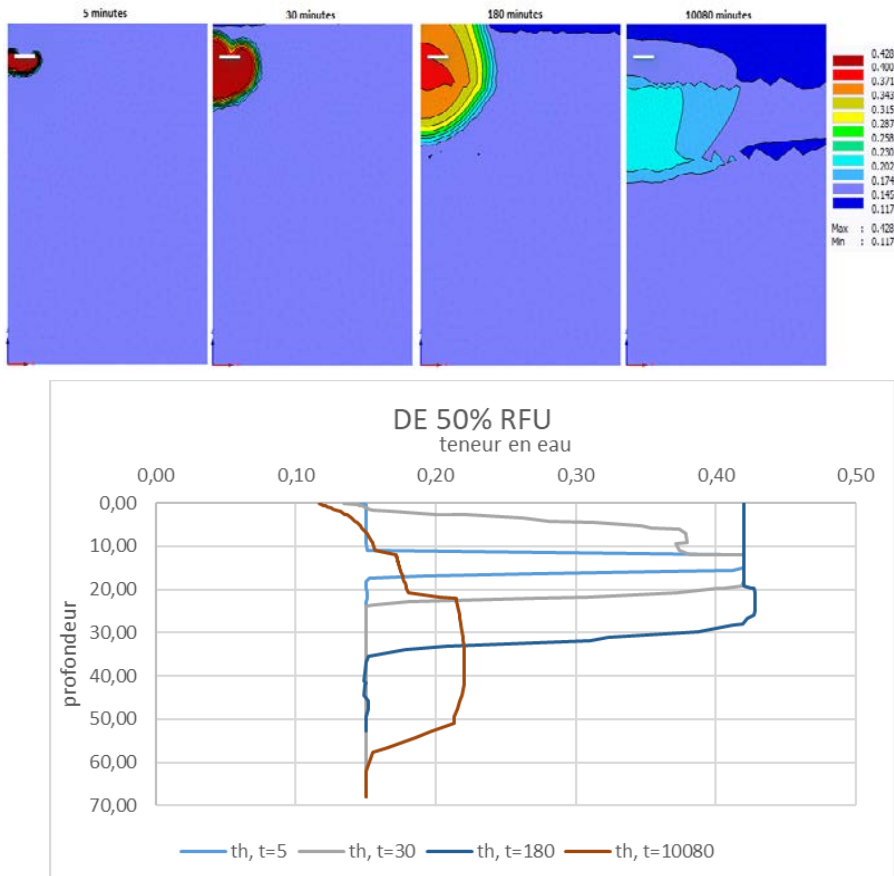 5 minutes
30 minutes
180 minutes
10080 minutes
0.428
0.400
0.371
0.343
0.315
0.287
0.258
0.230
0.202
0.174
0.145
0.117
Max : 0.428
Min : 0.117
DE 50% RFU
teneur en eau
0,00 0,10 0,20 0,30 0,40 0,50
0,00
10,00
20,00
30,00
40,00
50,00
60,00
70,00
profondeur
th, t=5 th, t=30 th, t=180 th, t=10080